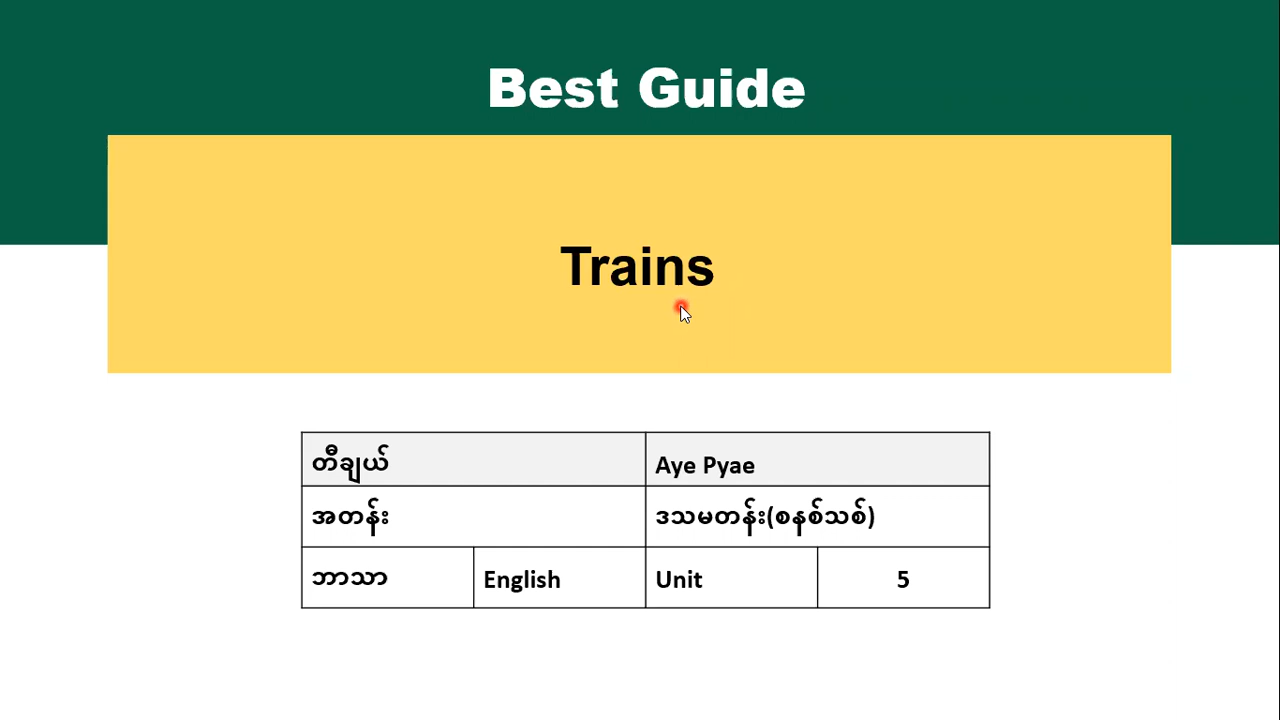 Best Guide
Trains
တီချယ် Aye Pyae
အတန်း ဒသမတန်း(စနစ်သစ်)
ဘာသာ English Unit 5